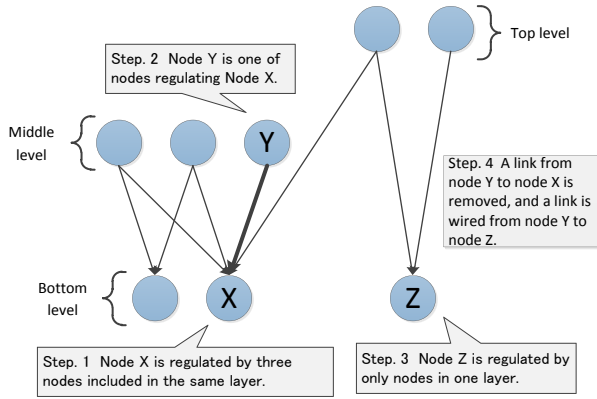 Top level
Step. 2 Node Y is one of
nodes regulating Node X.
Middle
level
Y
Step. 4 A link from
node Y to node X is
removed, and a link is
wired from node Y to
node Z.
Bottom
level
X
Z
Step. 1 Node X is regulated by three
nodes included in the same layer.
Step. 3 Node Z is regulated by
only nodes in one layer.